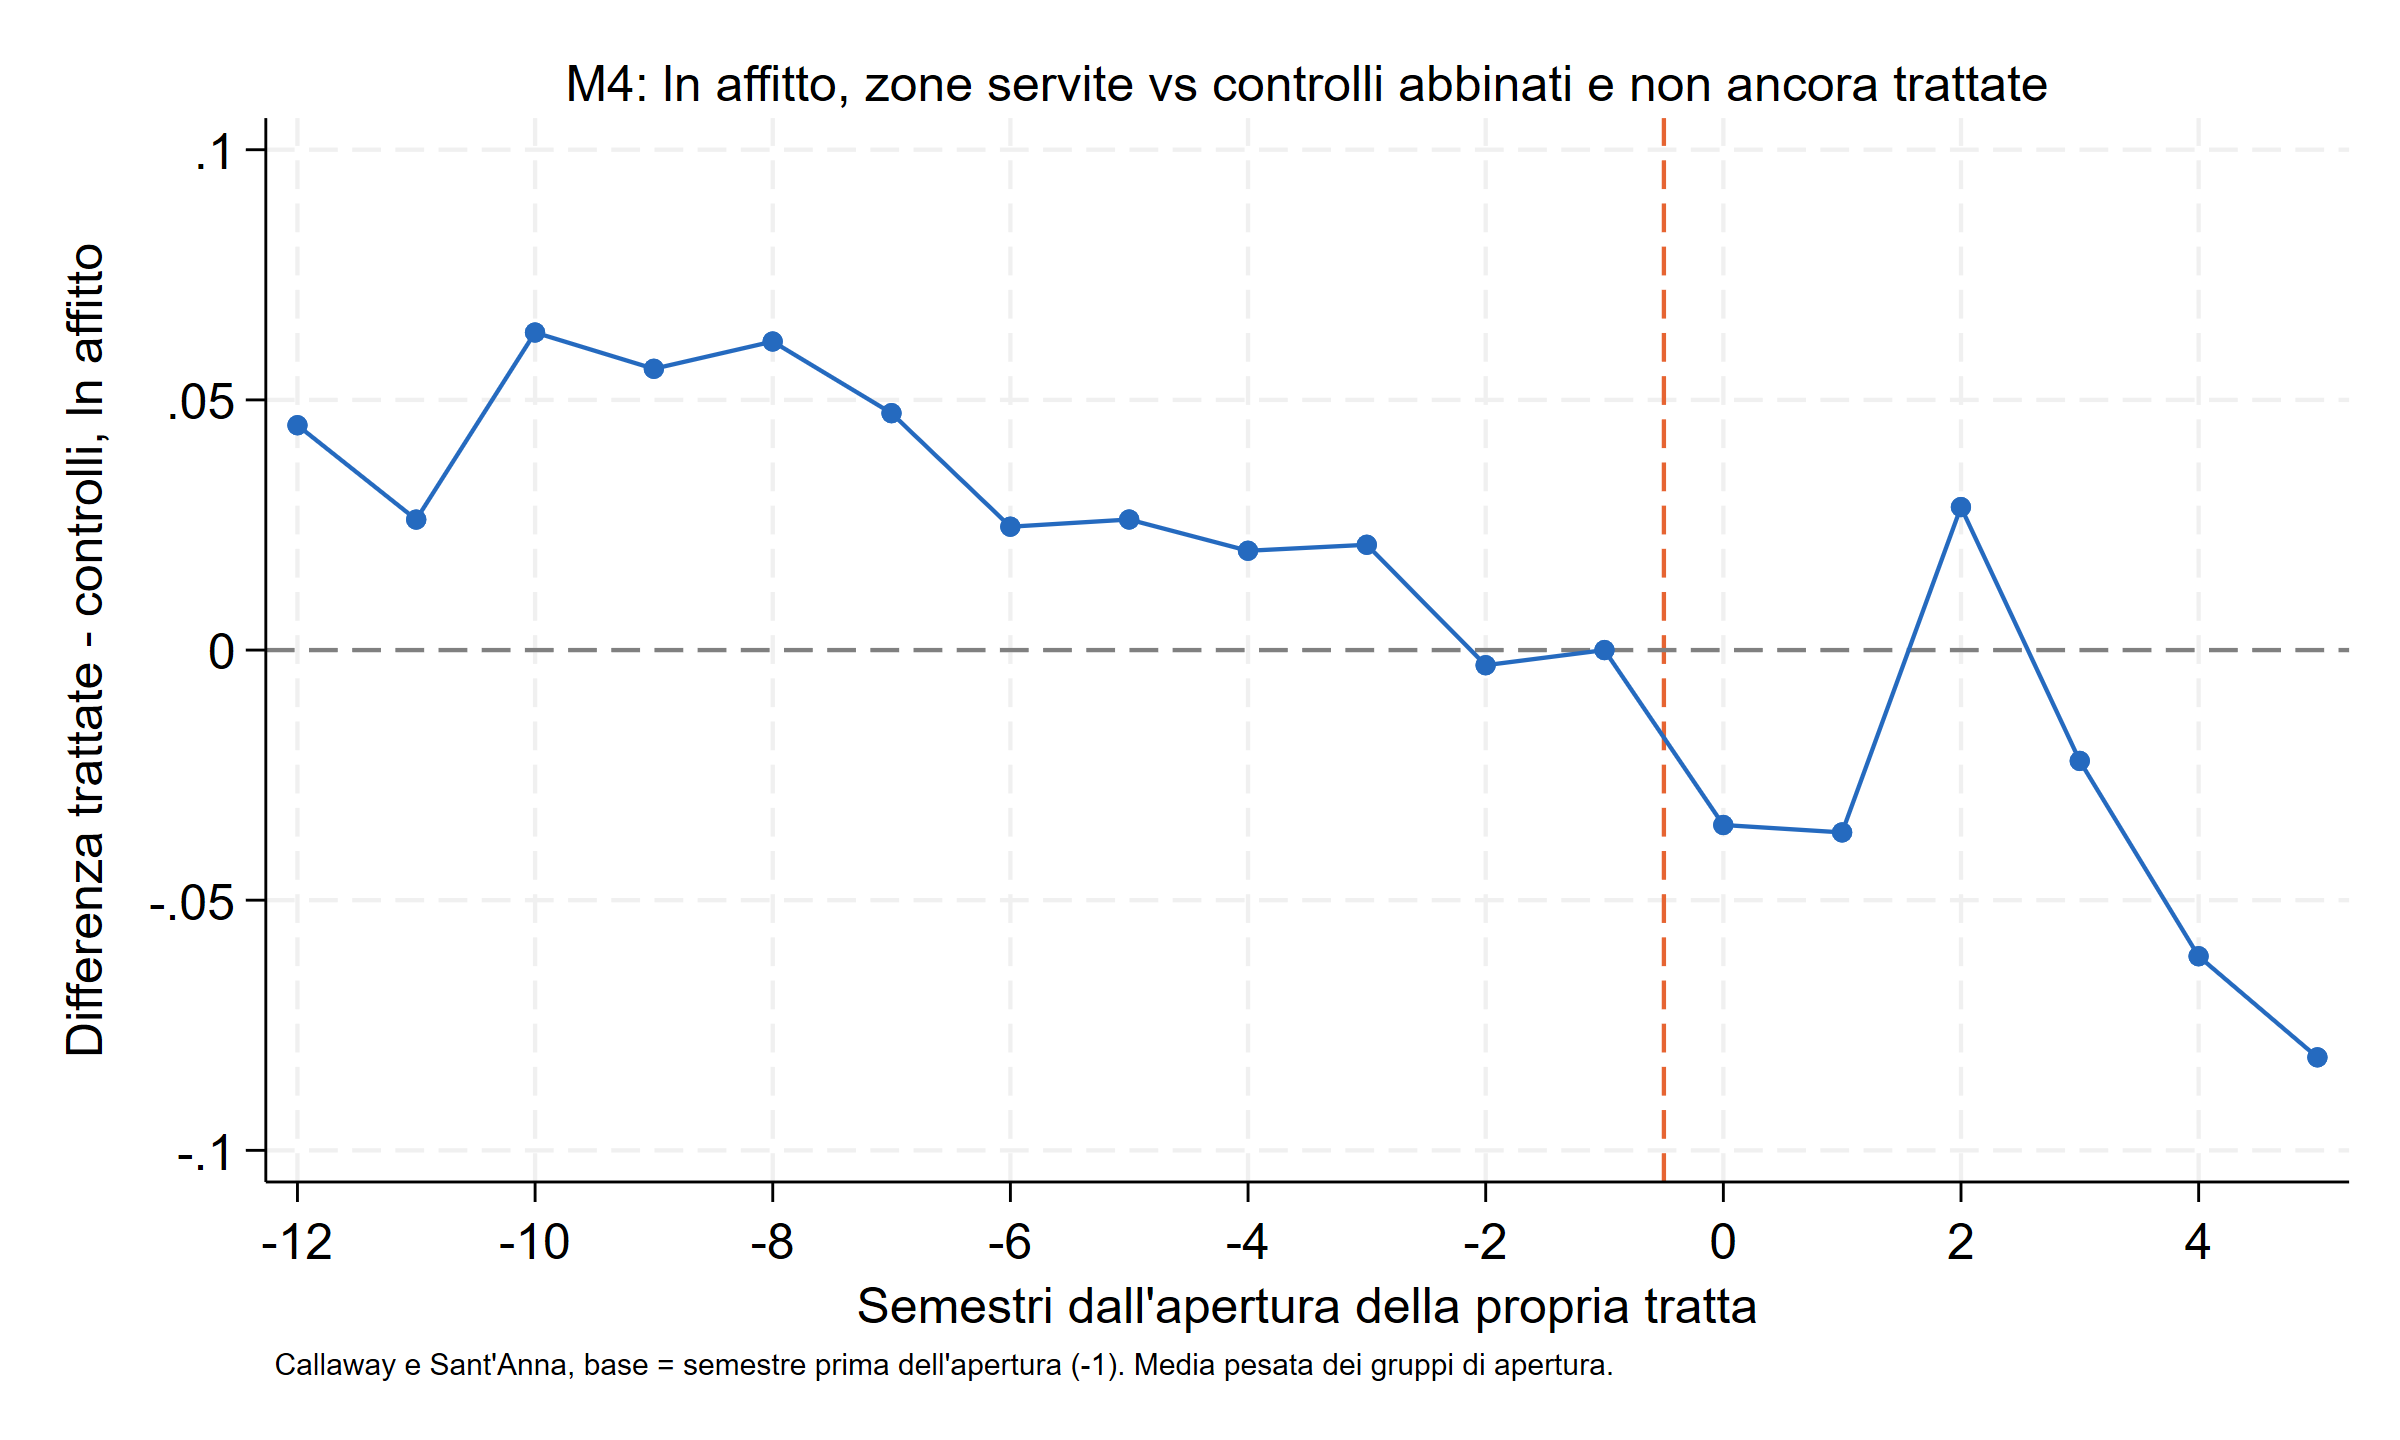 M4: ln affitto, zone servite vs controlli abbinati e non ancora trattate
Differenza trattate - controlli, ln affitto
.1
.05
0
-.05
-.1
-12 -10 -8 -6 -4 -2 0 2 4
Semestri dall'apertura della propria tratta
Callaway e Sant'Anna, base = semestre prima dell'apertura (-1). Media pesata dei gruppi di apertura.